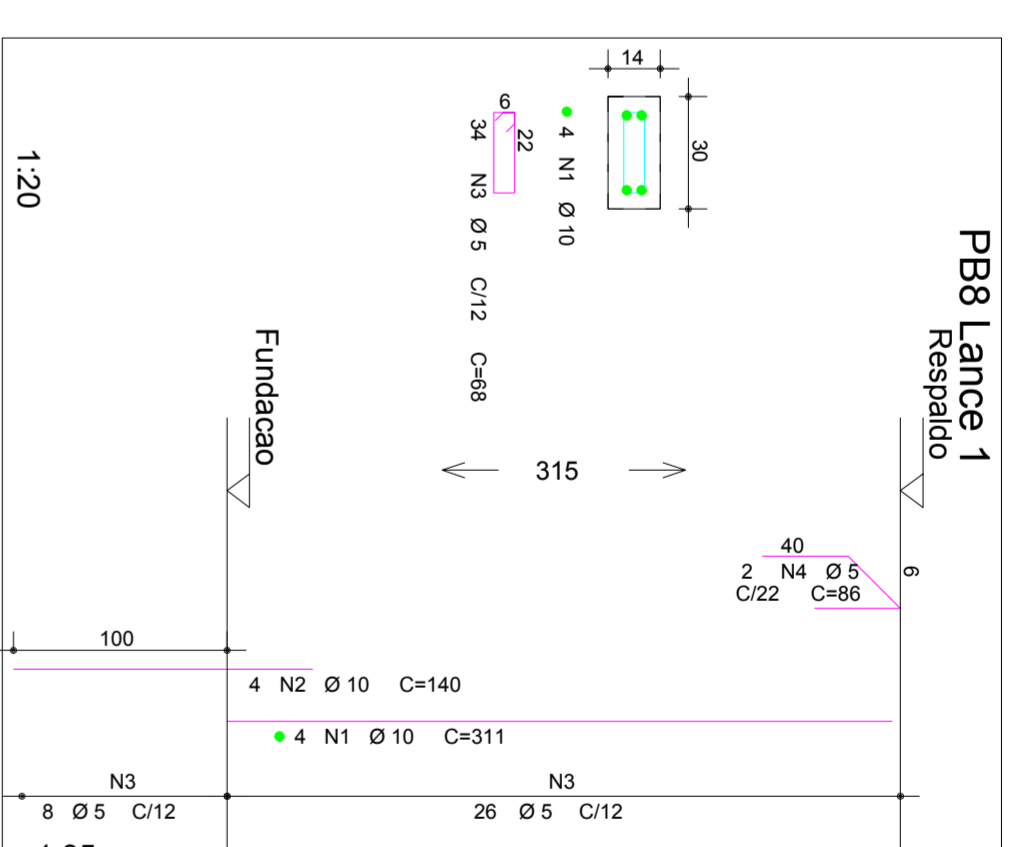 PB8 Lance 1
Respaldo
14
30
6
22
4 N1 Ø 10
34 N3 Ø 5 C/12 C=68
1:20
Fundacao
315
40
6
2 N4 Ø 5
C/22 C=86
100
4 N2 Ø 10 C=140
4 N1 Ø 10 C=311
N3
8 Ø 5 C/12
N3
26 Ø 5 C/12